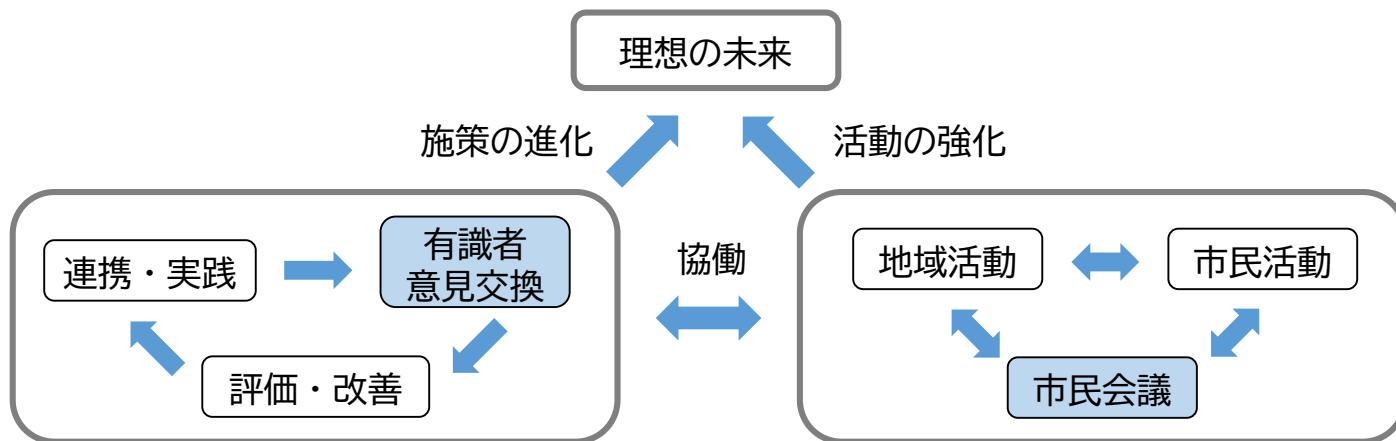 理想の未来
施策の進化
活動の強化
連携・実践
有識者
意見交換
評価・改善
協働
地域活動
市民活動
市民会議